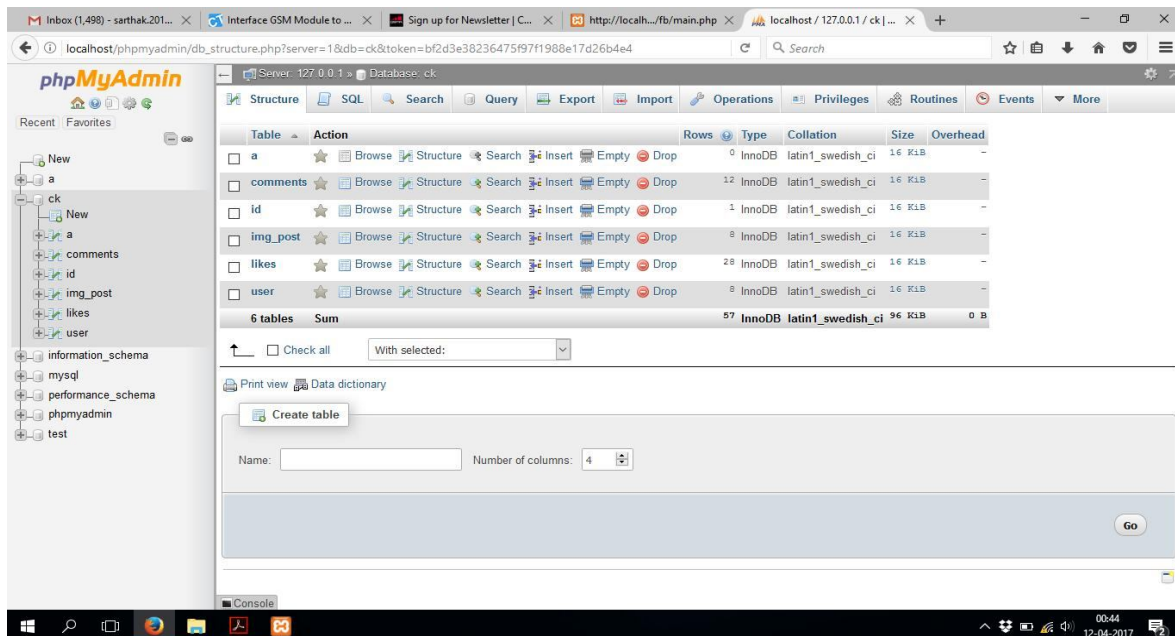 Inbox (1,498) - sarthak.201... Interface GSM Module to ... Sign up for Newsletter | C... http://localh.../fb/main.php localhost / 127.0.0.1 / ck | ...
localhost/phpmyadmin/db_structure.php?server=1&db=ck&token=bf2d3e38236475f97f1988e17d26b4e4 Search
phpMyAdmin
Recent Favorites
New
a
ck
New
a
comments
id
img_post
likes
user
information_schema
mysql
performance_schema
phpmyadmin
test
Server: 127.0.0.1 » Database: ck
Structure SQL Search Query Export Import Operations Privileges Routines Events More
Table Action Rows Type Collation Size Overhead
a Browse Structure Search Insert Empty Drop 0 InnoDB latin1_swedish_ci 16 KiB -
comments Browse Structure Search Insert Empty Drop 12 InnoDB latin1_swedish_ci 16 KiB -
id Browse Structure Search Insert Empty Drop 1 InnoDB latin1_swedish_ci 16 KiB -
img_post Browse Structure Search Insert Empty Drop 8 InnoDB latin1_swedish_ci 16 KiB -
likes Browse Structure Search Insert Empty Drop 28 InnoDB latin1_swedish_ci 16 KiB -
user Browse Structure Search Insert Empty Drop 8 InnoDB latin1_swedish_ci 16 KiB -
6 tables Sum 57 InnoDB latin1_swedish_ci 96 KiB 0 B
Check all With selected:
Print view Data dictionary
Create table
Name: Number of columns: 4
Go
Console
00:44
12-04-2017